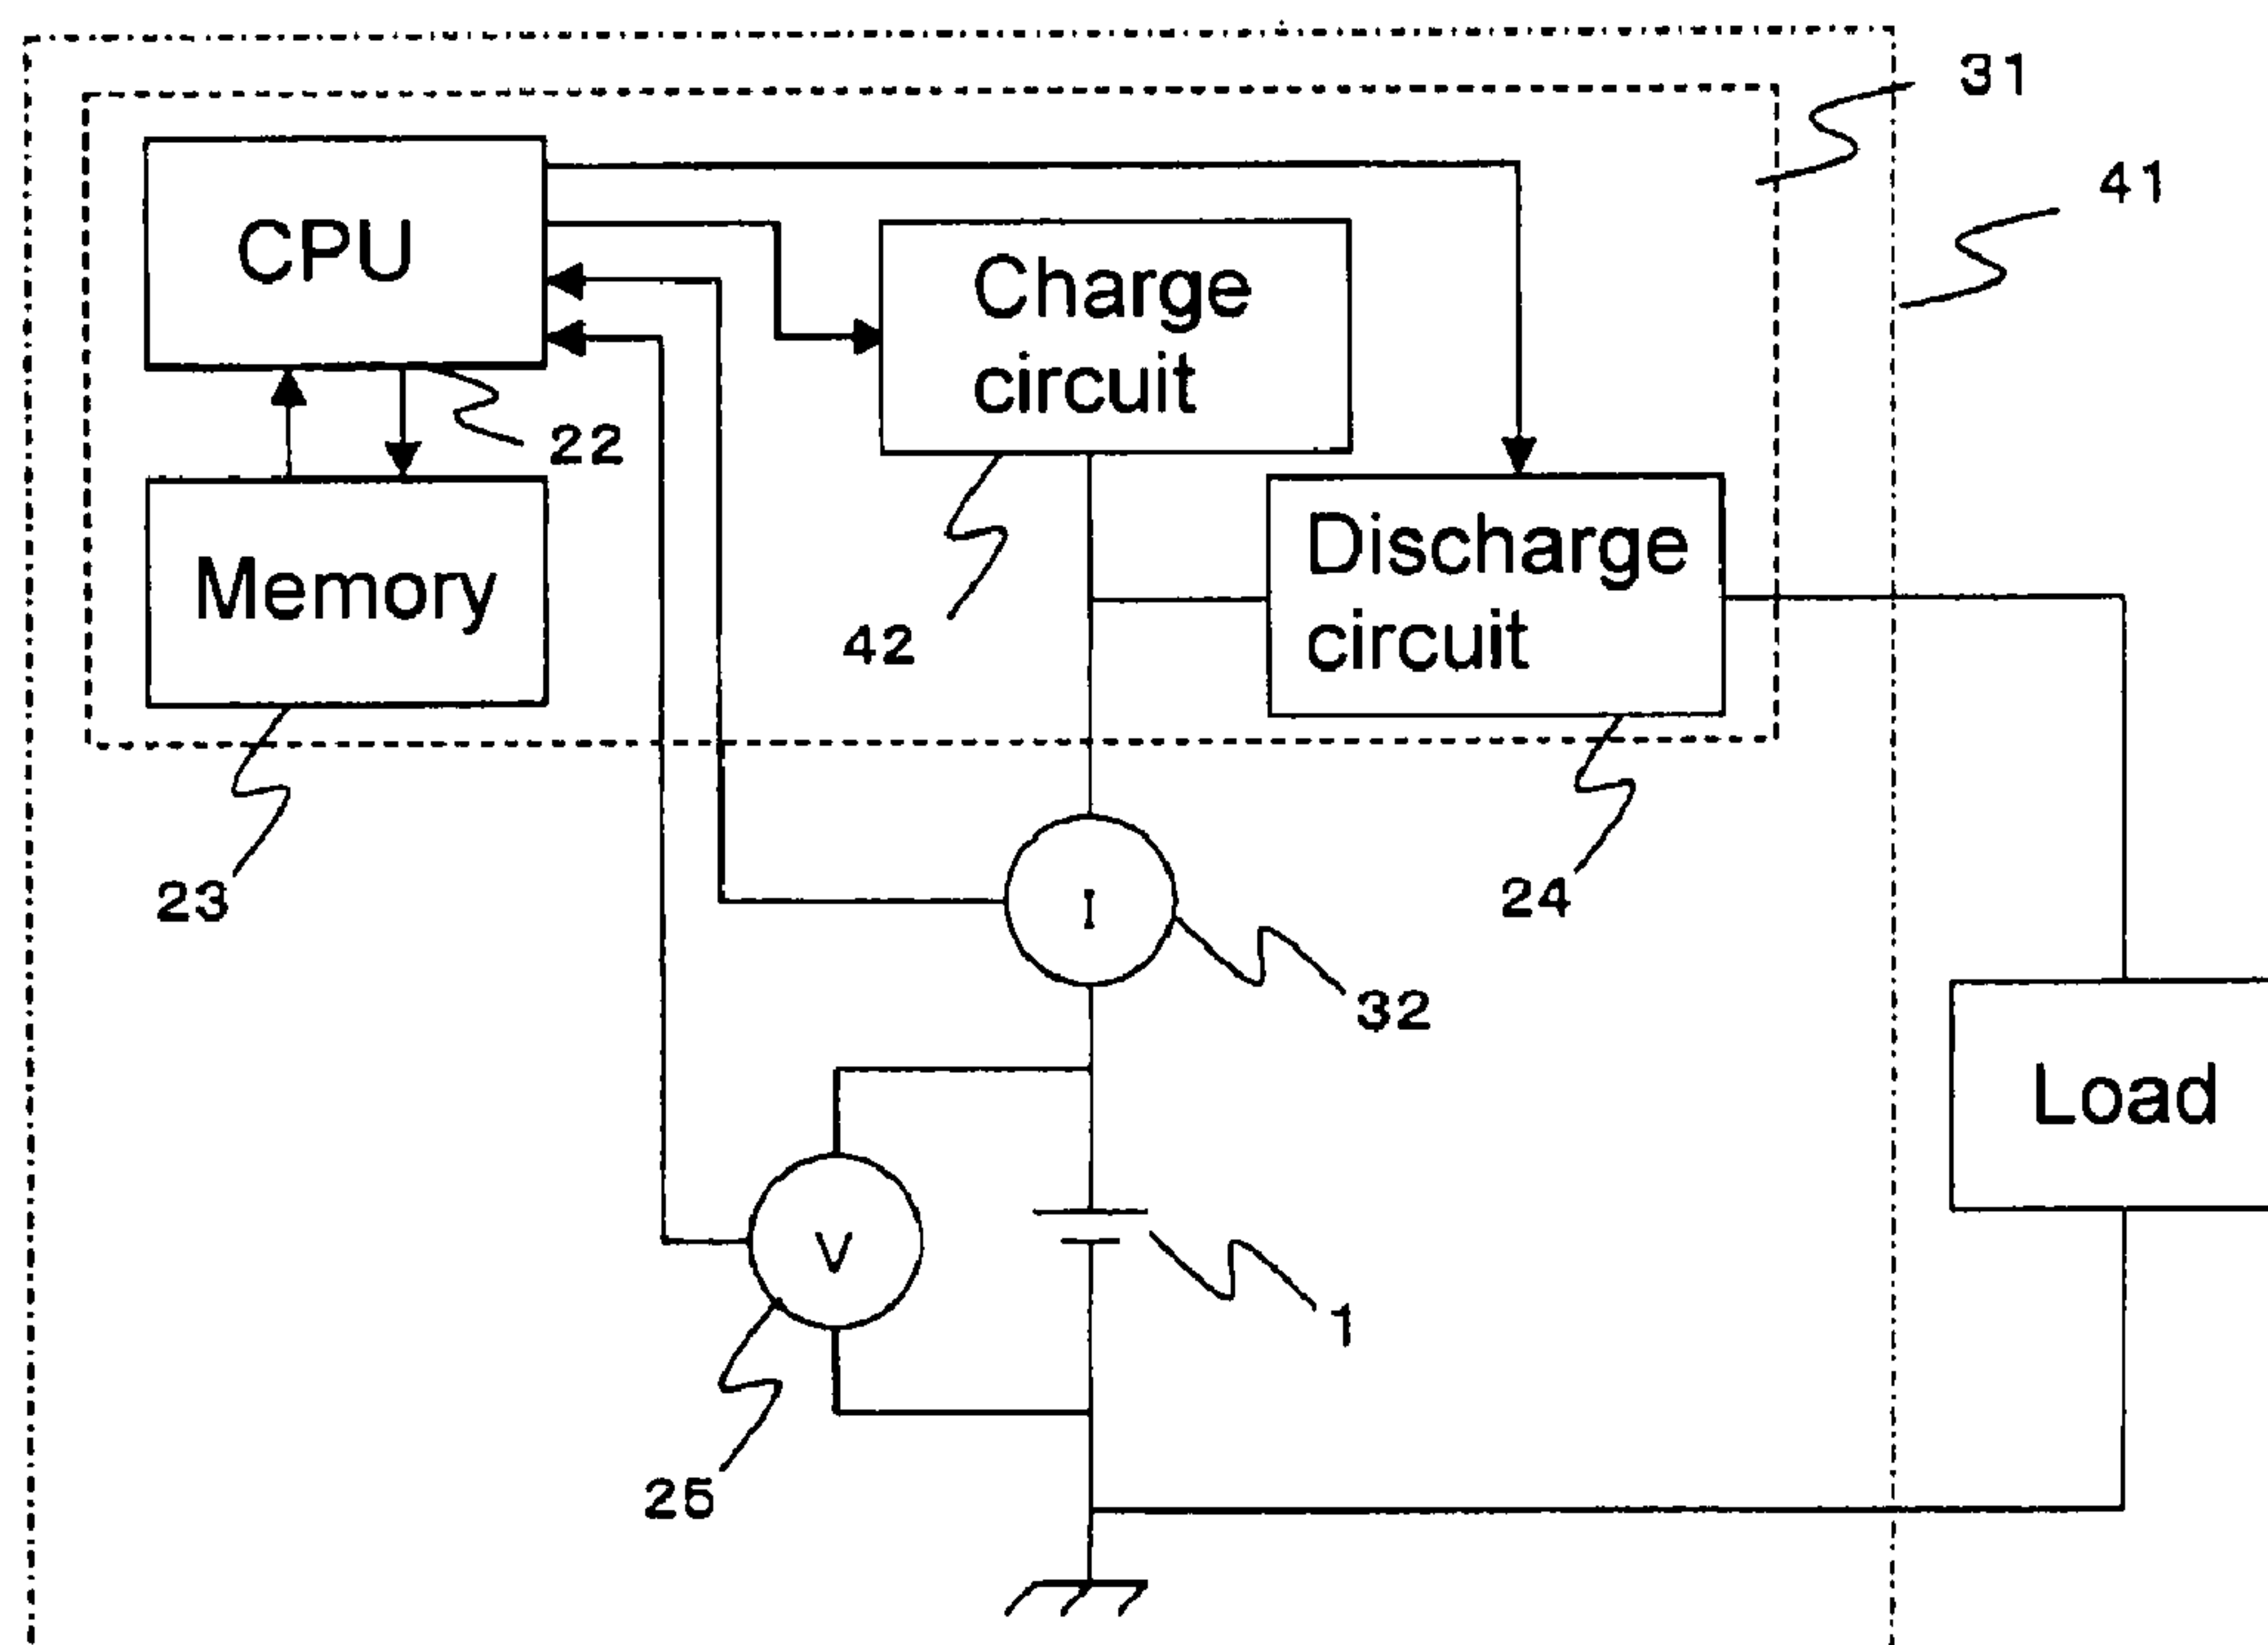 31
41
CPU
Charge
circuit
22
Discharge
circuit
Memory
42
23
24
I
32
Load
V
1
25